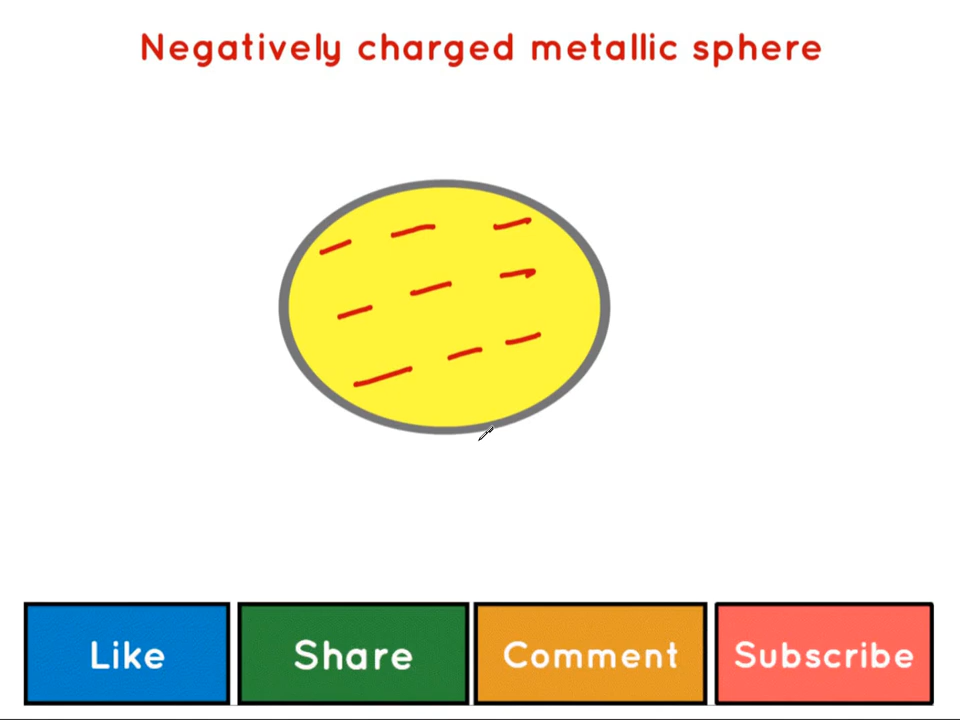 Negatively charged metallic sphere
Like
Share
Comment
Subscribe